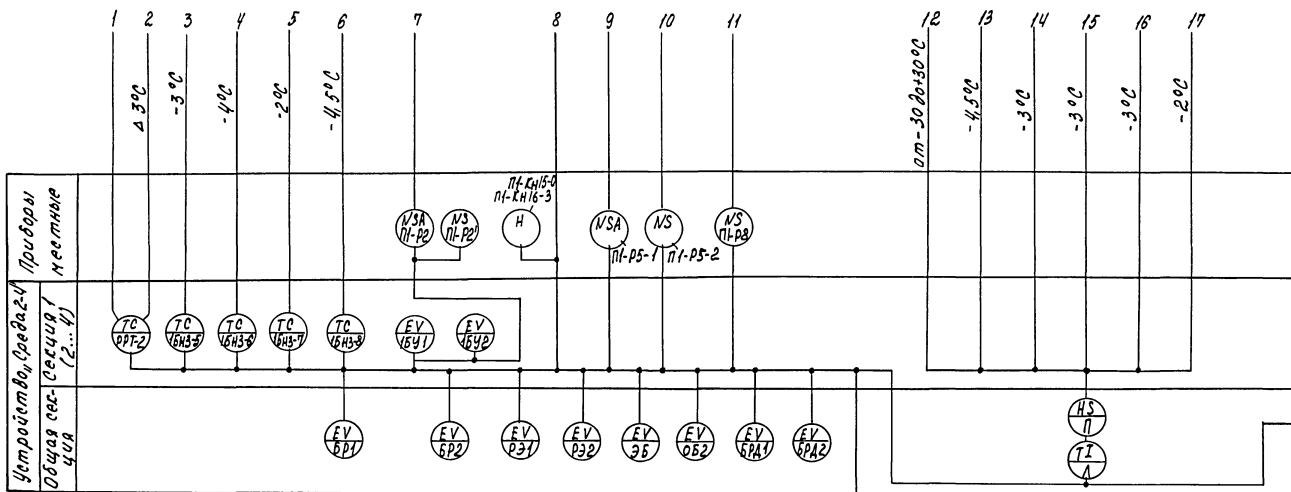 1 2 3 4 5 6 7 8 9 10 11 12 13 14 15 16 17
Δ 3°С
-3°С
-4°С
-2°С
-4,5°С
от -30 до +30°С
-4,5°С
-3°С
-3°С
-3°С
-2°С
Приборы
местные
NSA
П1-Р2
NS
П1-Р2'
П1-КН15-0
П1-КН16-3
H
NSA
П1-Р5-1
NS
П1-Р5-2
NS
П1-Р8
Устройство „Среда 2-4"
Секция 1
(2...4)
TC
РРТ-2
TC
1БН3-5
TC
1БН3-6
TC
1БН3-7
TC
1БН3-8
EV
1БУ1
EV
1БУ2
Общая сек-
ция
EV
БР1
EV
БР2
EV
РЭ1
EV
РЭ2
EV
ЭБ
EV
ОБ2
EV
БРД1
EV
БРД2
HS
П
TI
Л